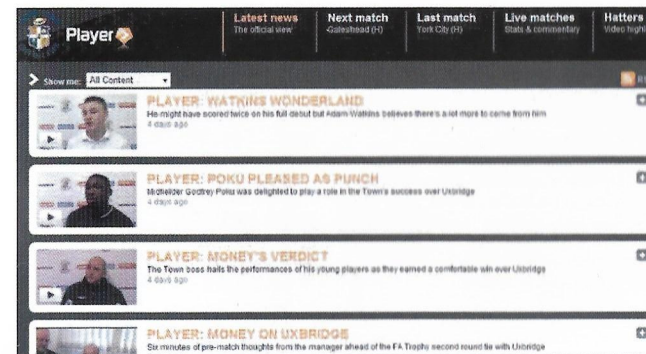 Player
Latest news
The official view
Next match
Gateshead (H)
Last match
York City (H)
Live matches
Stats & commentary
Hatters
Video highl
Show me: All Content
PLAYER: WATKINS WONDERLAND
He might have scored twice on his full debut but Adam Watkins believes there's a lot more to come from him
4 days ago
PLAYER: POKU PLEASED AS PUNCH
Midfielder Godfrey Poku was delighted to play a role in the Town's success over Uxbridge
4 days ago
PLAYER: MONEY'S VERDICT
The Town boss hails the performances of his young players as they earned a comfortable win over Uxbridge
4 days ago
PLAYER: MONEY ON UXBRIDGE
Six minutes of pre-match thoughts from the manager ahead of the FA Trophy second round tie with Uxbridge